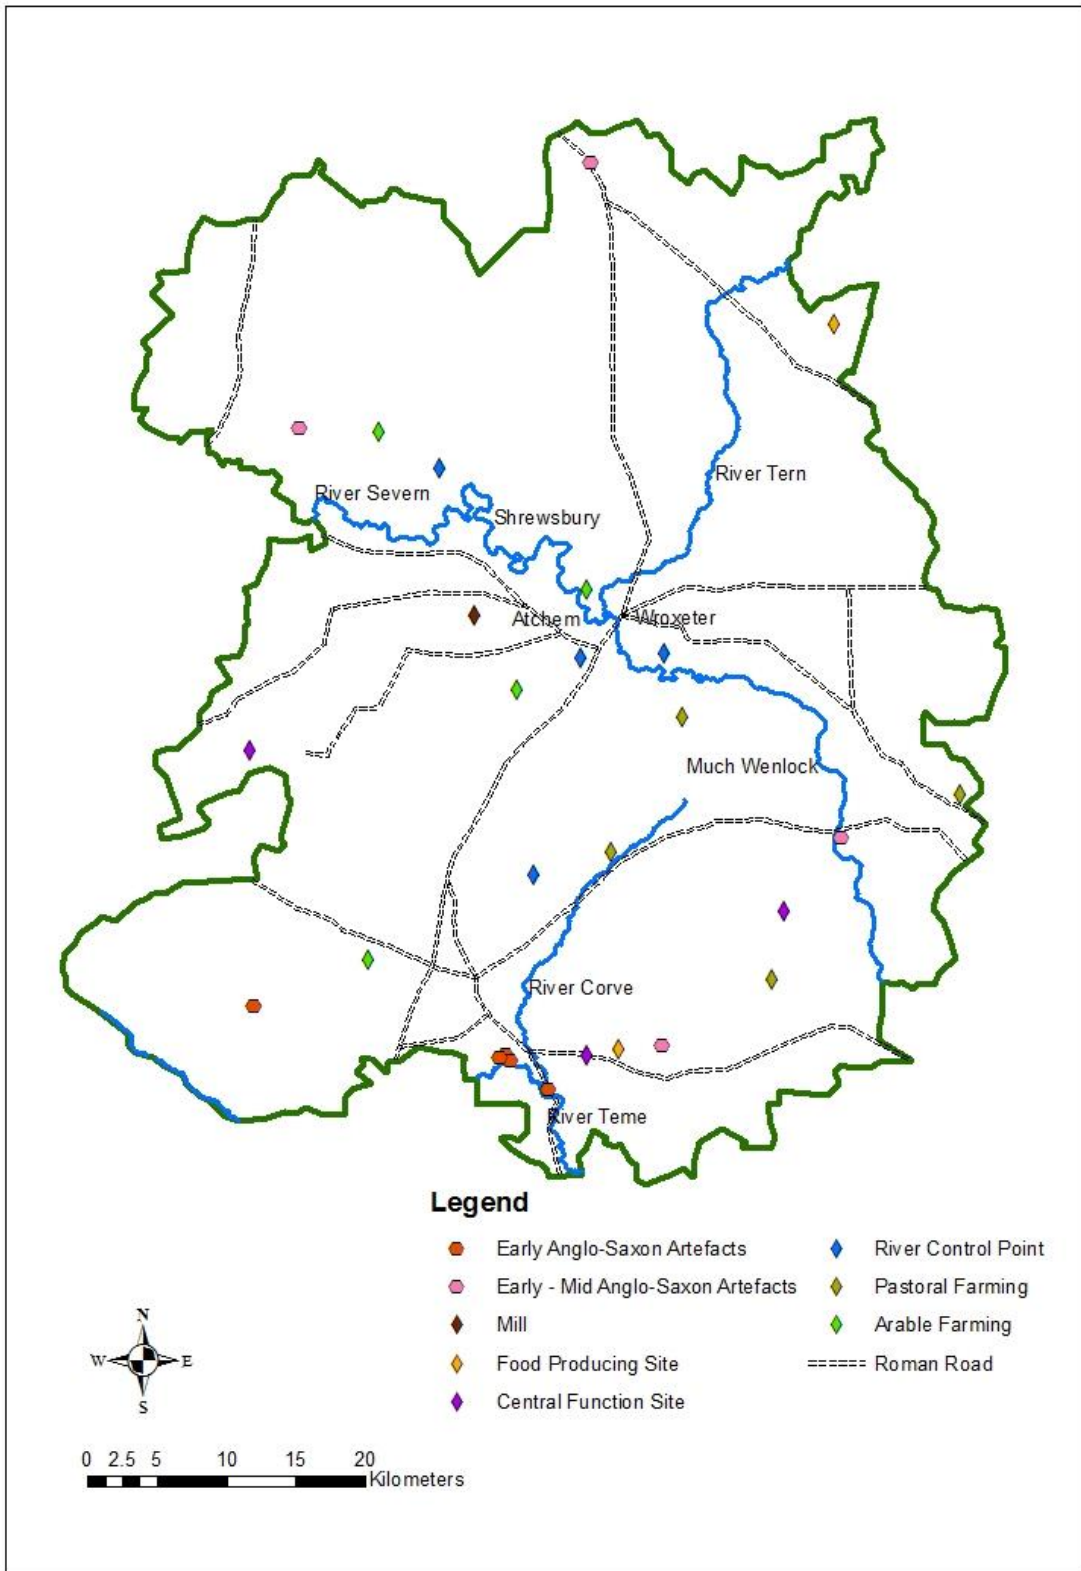 River Tern
River Severn
Shrewsbury
Atchem
Wroxeter
Much Wenlock
River Corve
River Teme
Legend
Early Anglo-Saxon Artefacts
Early - Mid Anglo-Saxon Artefacts
Mill
Food Producing Site
Central Function Site
River Control Point
Pastoral Farming
Arable Farming
Roman Road
N
W E
S
0 2.5 5 10 15 20
Kilometers